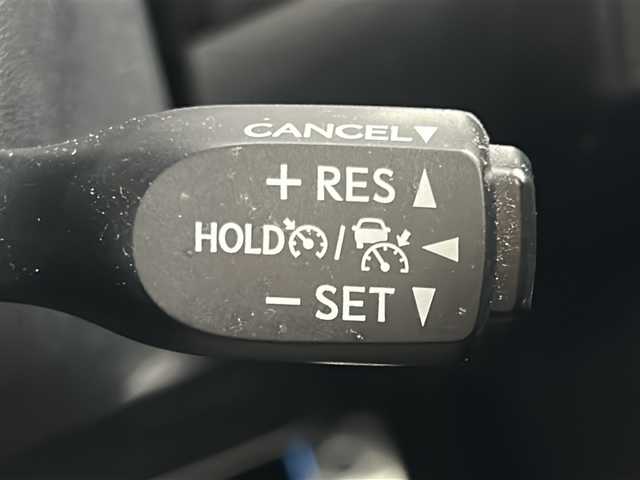 CANCEL
+ RES
HOLD /
− SET